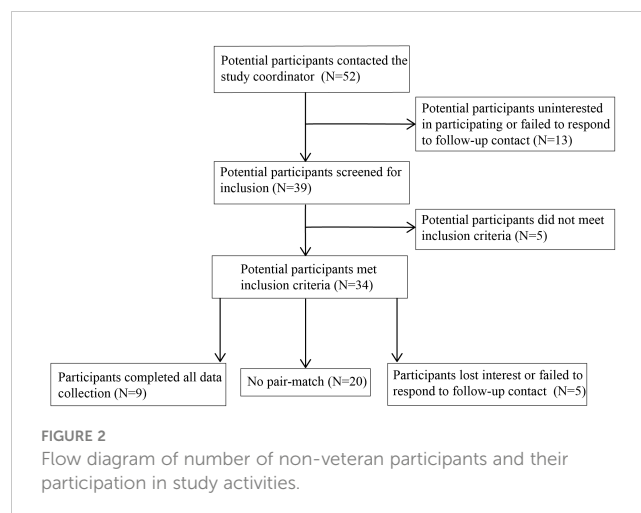 Potential participants contacted the
study coordinator (N=52)
Potential participants uninterested
in participating or failed to respond
to follow-up contact (N=13)
Potential participants screened for
inclusion (N=39)
Potential participants did not meet
inclusion criteria (N=5)
Potential participants met
inclusion criteria (N=34)
Participants completed all data
collection (N=9)
No pair-match (N=20)
Participants lost interest or failed to
respond to follow-up contact (N=5)
FIGURE 2
Flow diagram of number of non-veteran participants and their
participation in study activities.